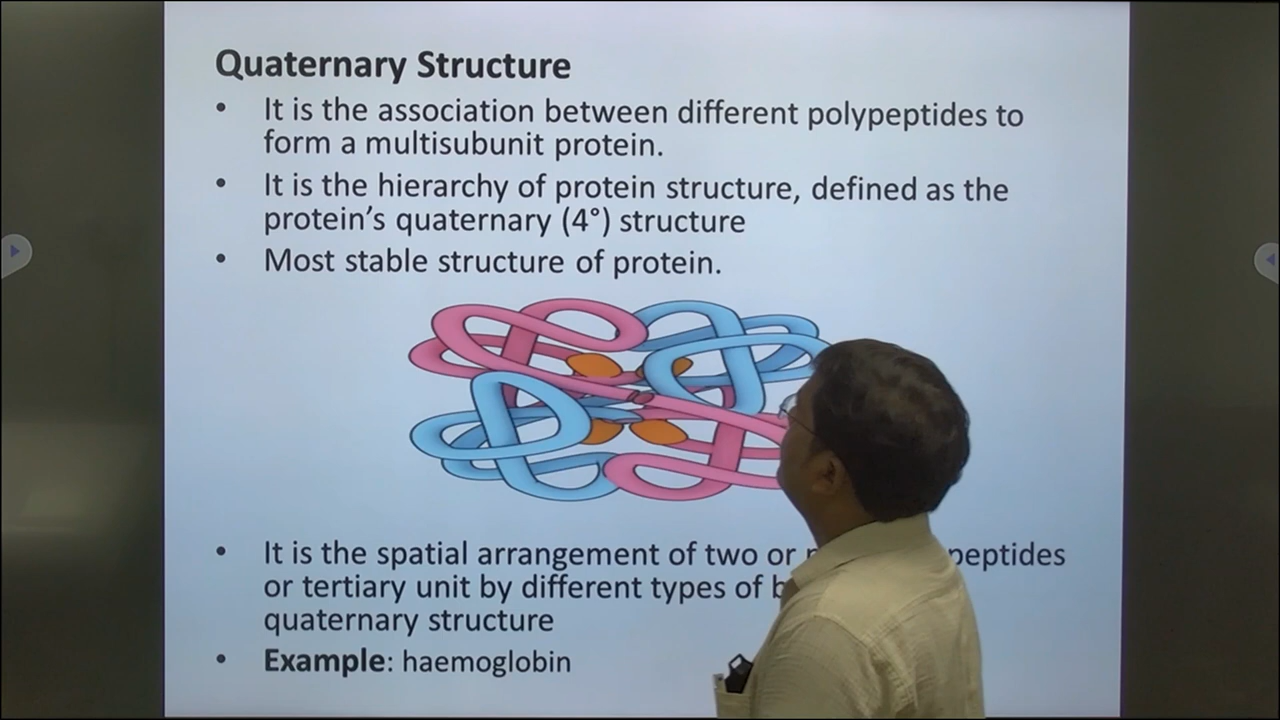 Quaternary Structure
• It is the association between different polypeptides to
form a multisubunit protein.
• It is the hierarchy of protein structure, defined as the
protein’s quaternary (4°) structure
• Most stable structure of protein.
• It is the spatial arrangement of two or
or tertiary unit by different types of
quaternary structure
• Example: haemoglobin